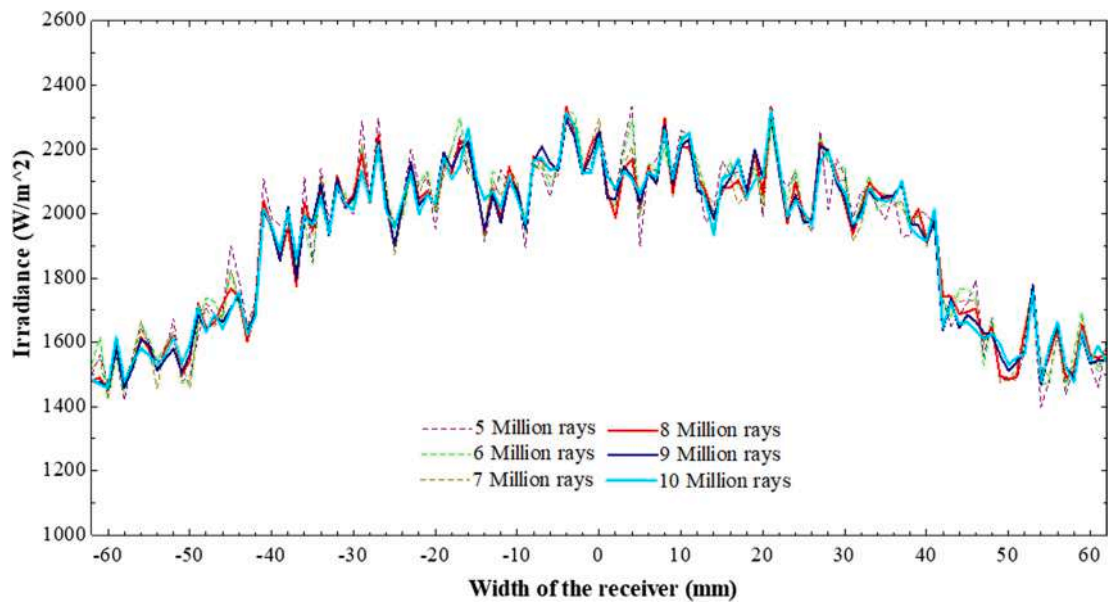 2600
2400
2200
2000
1800
1600
1400
1200
1000
Irradiance (W/m^2)
5 Million rays 8 Million rays
6 Million rays 9 Million rays
7 Million rays 10 Million rays
-60 -50 -40 -30 -20 -10 0 10 20 30 40 50 60
Width of the receiver (mm)